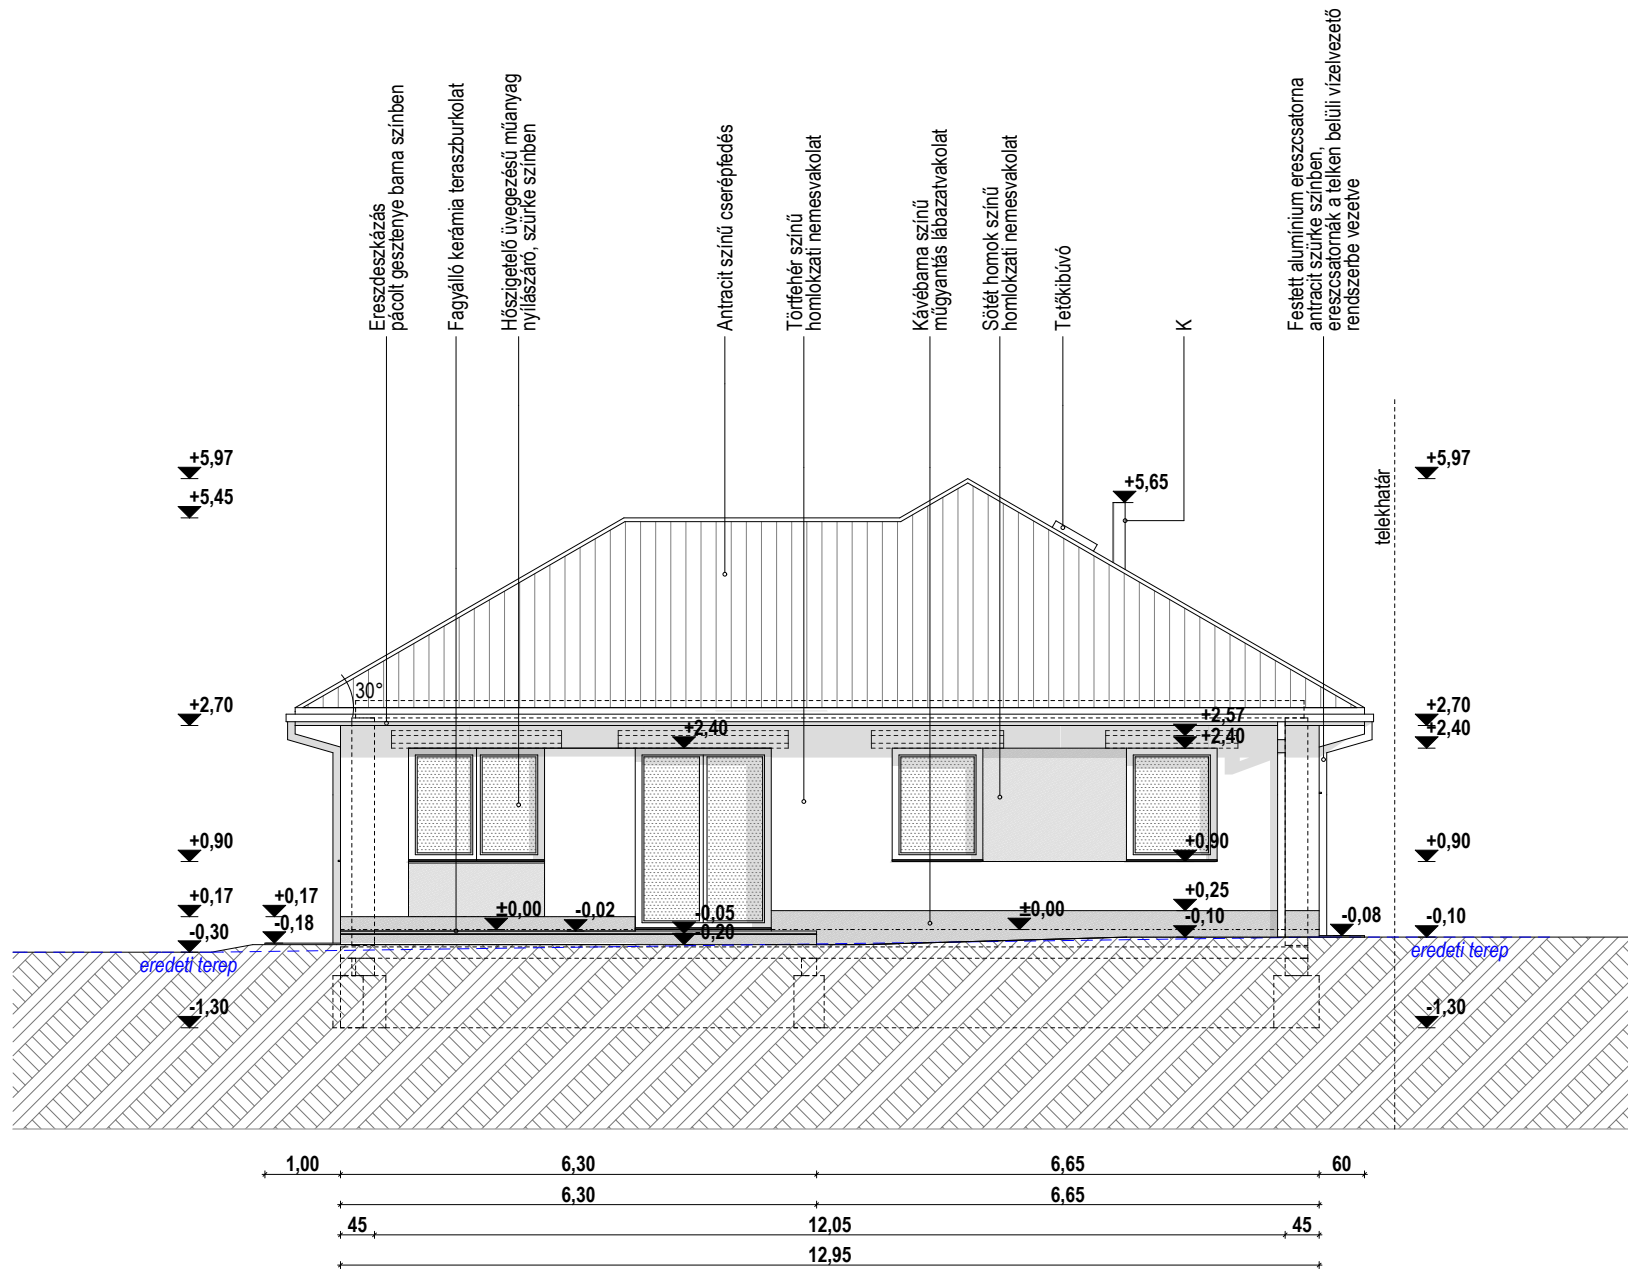 Ereszdeszkázás
pácolt gesztenye barna színben
Fagyálló kerámia teraszburkolat
Hőszigetelő üvegezésű műanyag
nyílászáró, szürke színben
Antracit színű cserépfedés
Törtfehér színű
homlokzati nemesvakolat
Kávébarna színű
műgyantás lábazatvakolat
Sötét homok színű
homlokzati nemesvakolat
Tetőkibúvó
K
Festett alumínium ereszcsatorna
antracit szürke színben,
ereszcsatornák a telken belüli vízelvezető
rendszerbe vezetve
+5,97
+5,45
+5,65
+5,97
telekhatár
30°
+2,70
+2,40
+2,57
+2,40
+2,70
+2,40
+0,90
+0,90
+0,90
+0,17
+0,17
-0,18
-0,30
±0,00
-0,02
-0,05
-0,20
±0,00
+0,25
-0,10
-0,08
-0,10
eredeti terep
eredeti terep
-1,30
-1,30
1,00 6,30 6,65 60
6,30 6,65
45 12,05 45
12,95